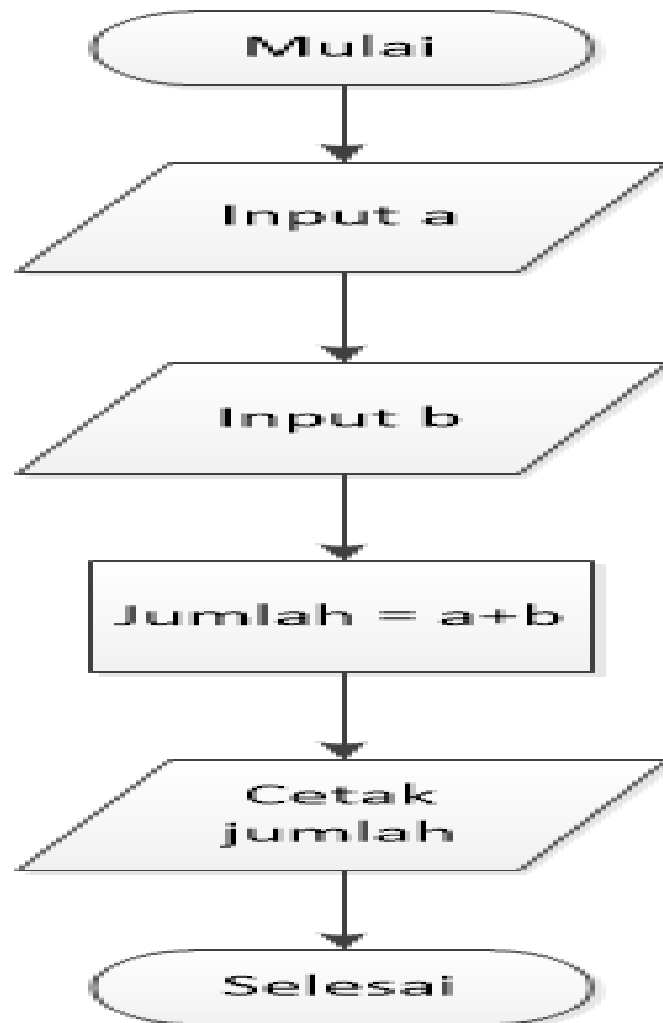 Mulai
Input a
Input b
Jumlah = a+b
Cetak
jumlah
Selesai